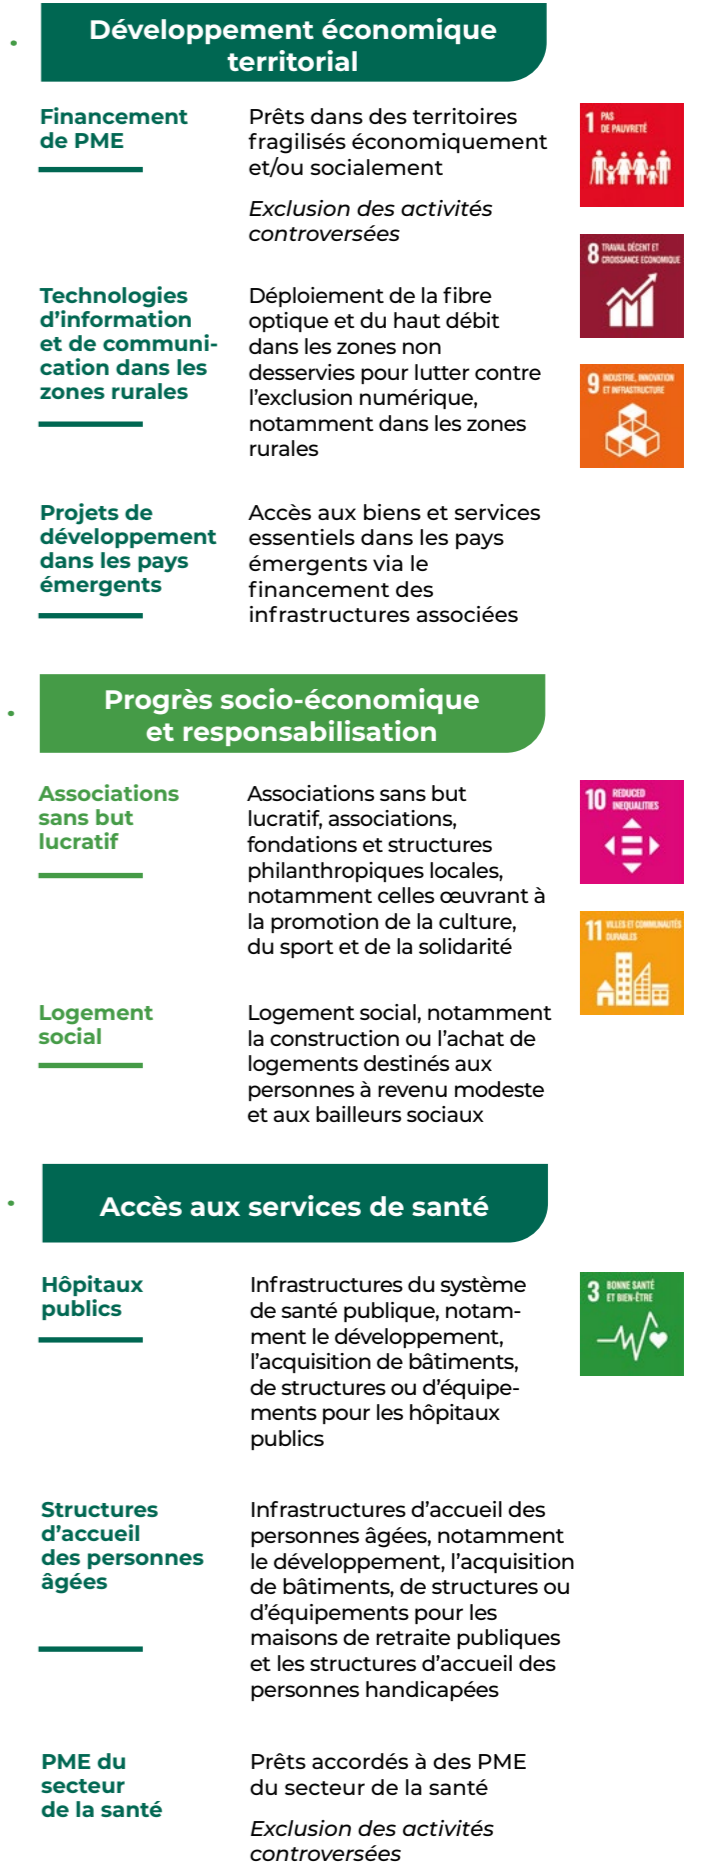 Développement économique
territorial
Financement
de PME
Prêts dans des territoires
fragilisés économiquement
et/ou socialement
Exclusion des activités
controversées
1 PAS
DE PAUVRETÉ
8 TRAVAIL DÉCENT ET
CROISSANCE ECONOMIQUE
Technologies
d'information
et de communi-
cation dans les
zones rurales
Déploiement de la fibre
optique et du haut débit
dans les zones non
desservies pour lutter contre
l'exclusion numérique,
notamment dans les zones
rurales
9 INDUSTRIE, INNOVATION
ET INFRASTRUCTURE
Projets de
développement
dans les pays
émergents
Accès aux biens et services
essentiels dans les pays
émergents via le
financement des
infrastructures associées
Progrès socio-économique
et responsabilisation
Associations
sans but
lucratif
Associations sans but
lucratif, associations,
fondations et structures
philanthropiques locales,
notamment celles œuvrant à
la promotion de la culture,
du sport et de la solidarité
10 REDUCED
INEQUALITIES
11 VILLES ET COMMUNAUTÉS
DURABLES
Logement
social
Logement social, notamment
la construction ou l'achat de
logements destinés aux
personnes à revenu modeste
et aux bailleurs sociaux
Accès aux services de santé
Hôpitaux
publics
Infrastructures du système
de santé publique, notam-
ment le développement,
l'acquisition de bâtiments,
de structures ou d'équipe-
ments pour les hôpitaux
publics
3 BONNE SANTÉ
ET BIEN-ÊTRE
Structures
d'accueil
des personnes
âgées
Infrastructures d'accueil des
personnes âgées, notamment
le développement, l'acquisition
de bâtiments, de structures ou
d'équipements pour les
maisons de retraite publiques
et les structures d'accueil des
personnes handicapées
PME du
secteur
de la santé
Prêts accordés à des PME
du secteur de la santé
Exclusion des activités
controversées